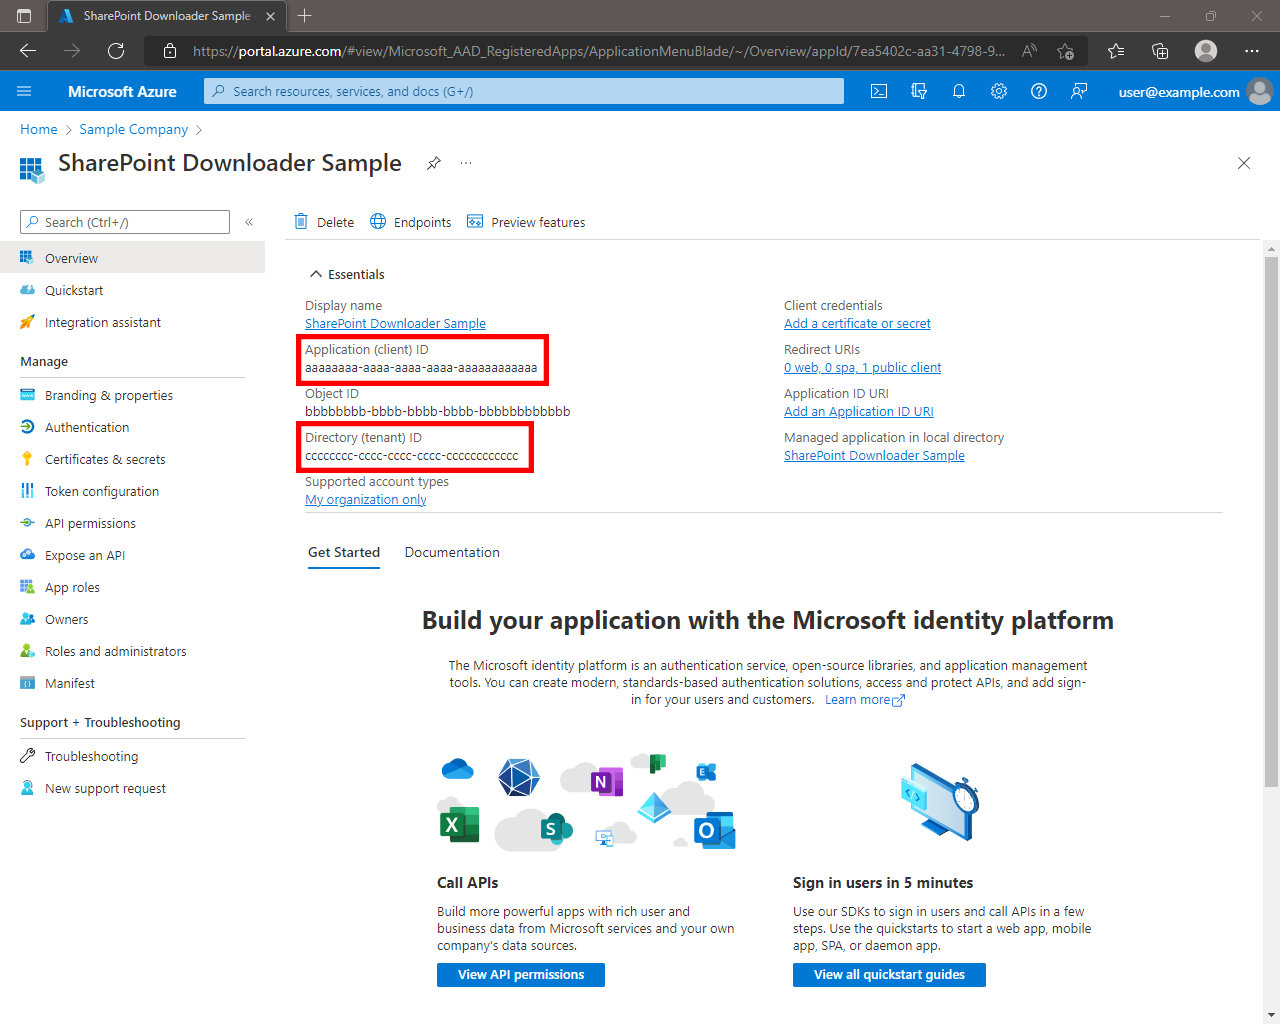 SharePoint Downloader Sample
https://portal.azure.com/#view/Microsoft_AAD_RegisteredApps/ApplicationMenuBlade/~/Overview/appId/7ea5402c-aa31-4798-9...
Microsoft Azure
Search resources, services, and docs (G+/)
user@example.com
Home > Sample Company >
SharePoint Downloader Sample
Search (Ctrl+/)
Delete
Endpoints
Preview features
Overview
Quickstart
Integration assistant
Manage
Branding & properties
Authentication
Certificates & secrets
Token configuration
API permissions
Expose an API
App roles
Owners
Roles and administrators
Manifest
Support + Troubleshooting
Troubleshooting
New support request
Essentials
Display name
SharePoint Downloader Sample
Application (client) ID
aaaaaaaa-aaaa-aaaa-aaaa-aaaaaaaaaaaa
Object ID
bbbbbbbb-bbbb-bbbb-bbbb-bbbbbbbbbbbb
Directory (tenant) ID
cccccccc-cccc-cccc-cccc-cccccccccccc
Supported account types
My organization only
Client credentials
Add a certificate or secret
Redirect URIs
0 web, 0 spa, 1 public client
Application ID URI
Add an Application ID URI
Managed application in local directory
SharePoint Downloader Sample
Get Started
Documentation
Build your application with the Microsoft identity platform
The Microsoft identity platform is an authentication service, open-source libraries, and application management
tools. You can create modern, standards-based authentication solutions, access and protect APIs, and add sign-
in for your users and customers. Learn more
N
E
X
S
O
Call APIs
Build more powerful apps with rich user and
business data from Microsoft services and your own
company's data sources.
View API permissions
Sign in users in 5 minutes
Use our SDKs to sign in users and call APIs in a few
steps. Use the quickstarts to start a web app, mobile
app, SPA, or daemon app.
View all quickstart guides